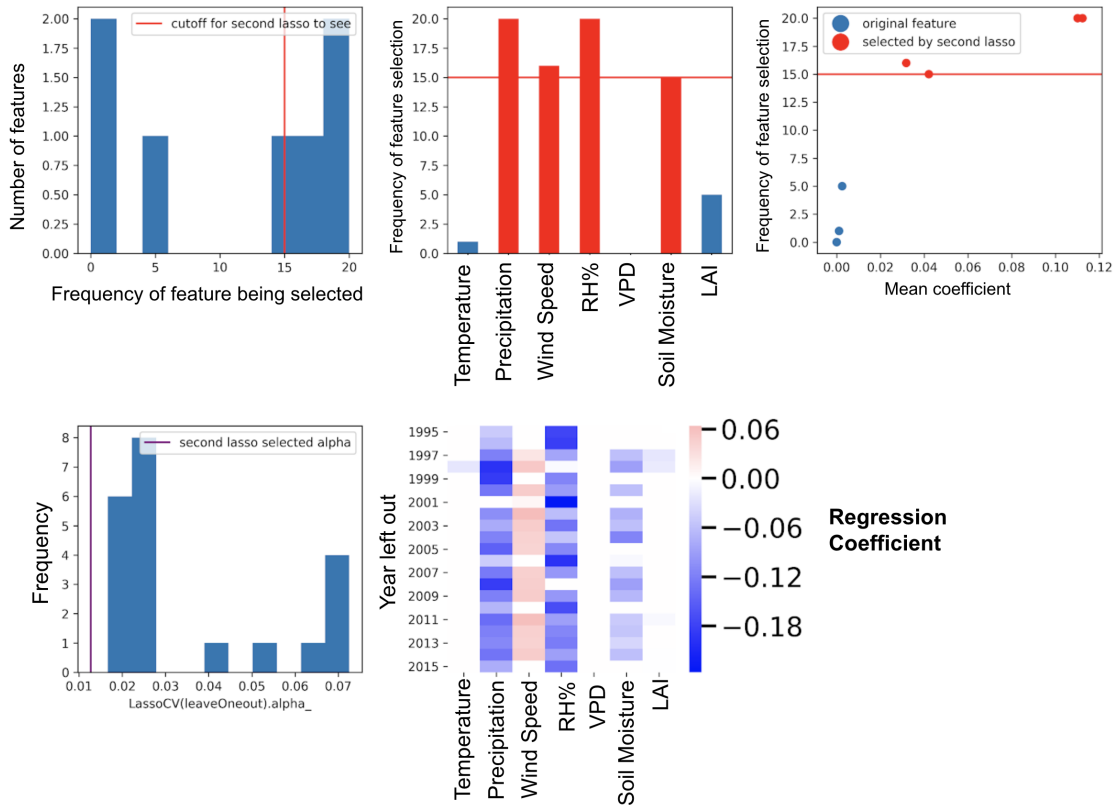 cutoff for second lasso to see
Number of features
2.00
1.75
1.50
1.25
1.00
0.75
0.50
0.25
0.00
0 5 10 15 20
Frequency of feature being selected
Frequency of feature selection
20.0
17.5
15.0
12.5
10.0
7.5
5.0
2.5
0.0
Temperature
Precipitation
Wind Speed
RH%
VPD
Soil Moisture
LAI
original feature
selected by second lasso
Frequency of feature selection
20.0
17.5
15.0
12.5
10.0
7.5
5.0
2.5
0.0
0.00 0.02 0.04 0.06 0.08 0.10 0.12
Mean coefficient
second lasso selected alpha
Frequency
8
7
6
5
4
3
2
1
0
0.01 0.02 0.03 0.04 0.05 0.06 0.07
LassoCV(leaveOneout).alpha_
Year left out
1995
1997
1999
2001
2003
2005
2007
2009
2011
2013
2015
Temperature
Precipitation
Wind Speed
RH%
VPD
Soil Moisture
LAI
0.06
0.00
−0.06
−0.12
−0.18
Regression
Coefficient